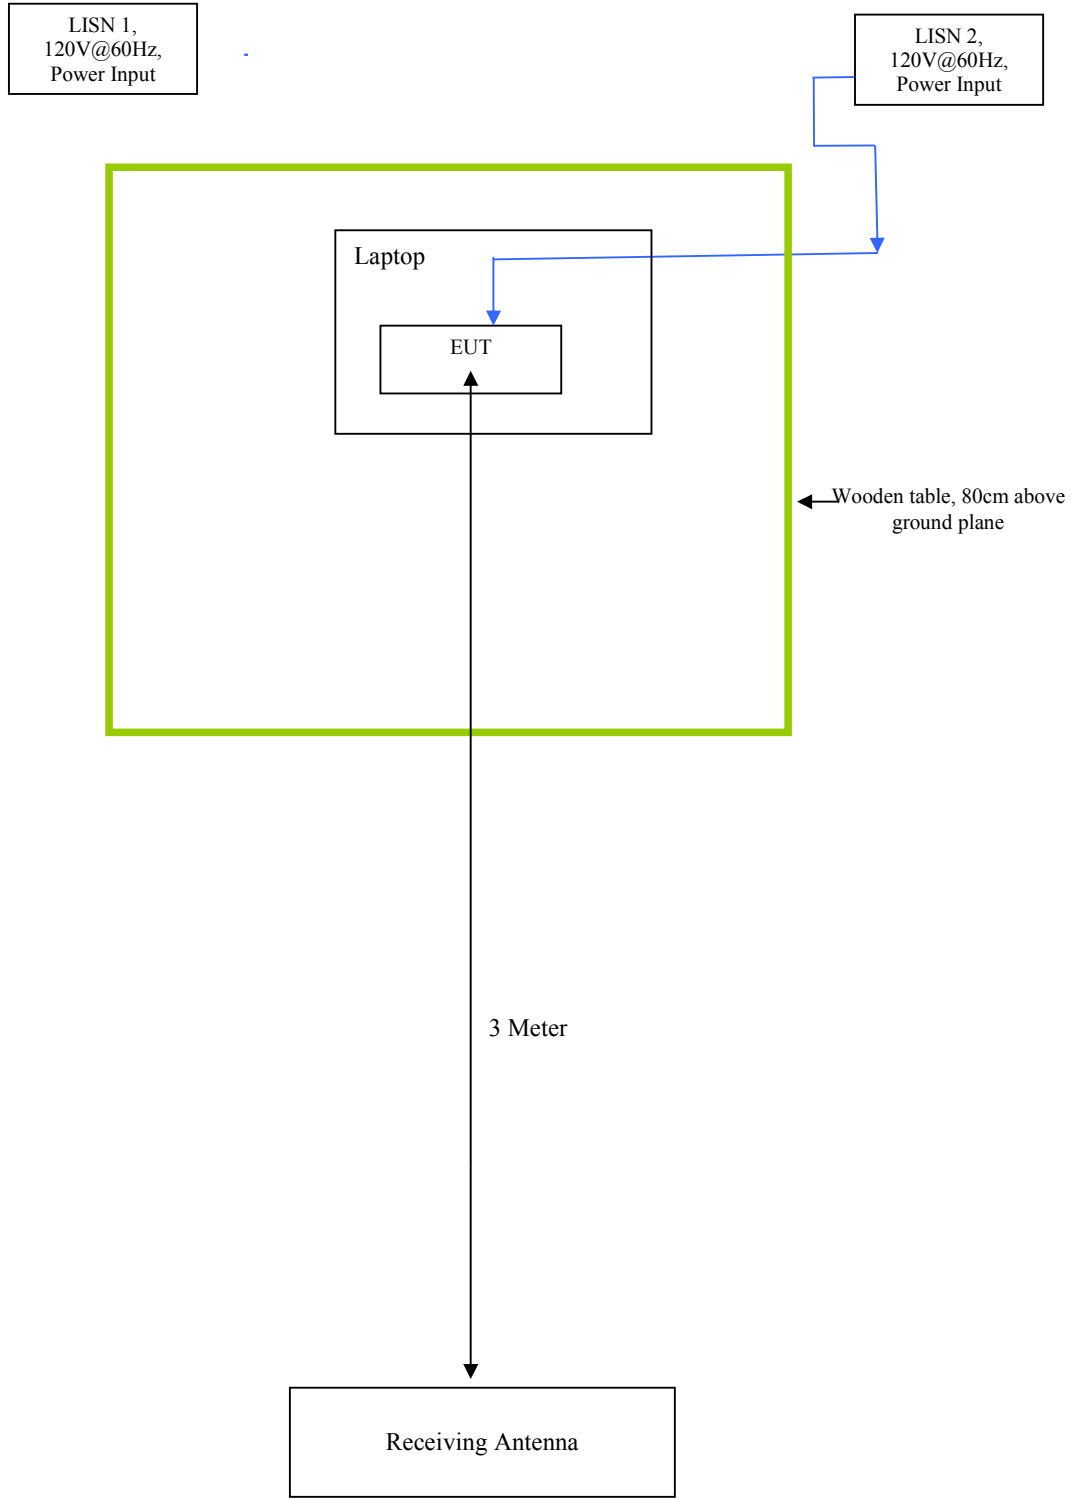 LISN 1,
120V@60Hz,
Power Input
LISN 2,
120V@60Hz,
Power Input
Laptop
EUT
Wooden table, 80cm above
ground plane
3 Meter
Receiving Antenna